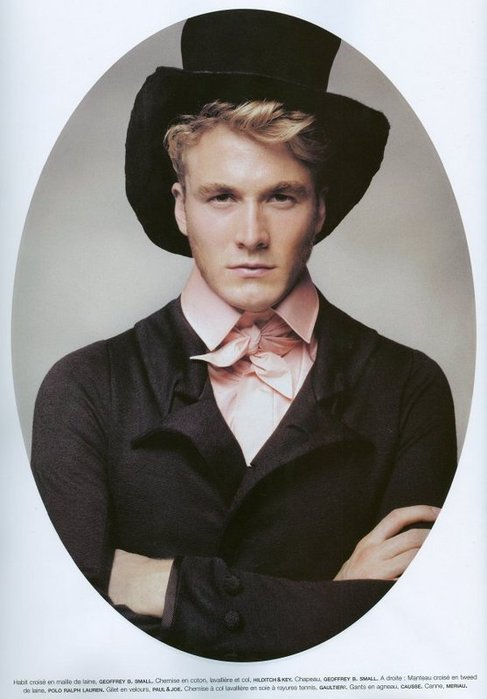 Habit croisé en maille de laine, GEOFFREY B. SMALL. Chemise en coton, lavallière et col, HILDITCH & KEY. Chapeau, GEOFFREY B. SMALL. A droite : Manteau croisé en tweed
de laine, POLO RALPH LAUREN. Gilet en velours, PAUL & JOE. Chemise à col lavallière en soie à rayures tennis, GAULTIER. Gants en agneau, CAUSSE. Canne, MERIAU.